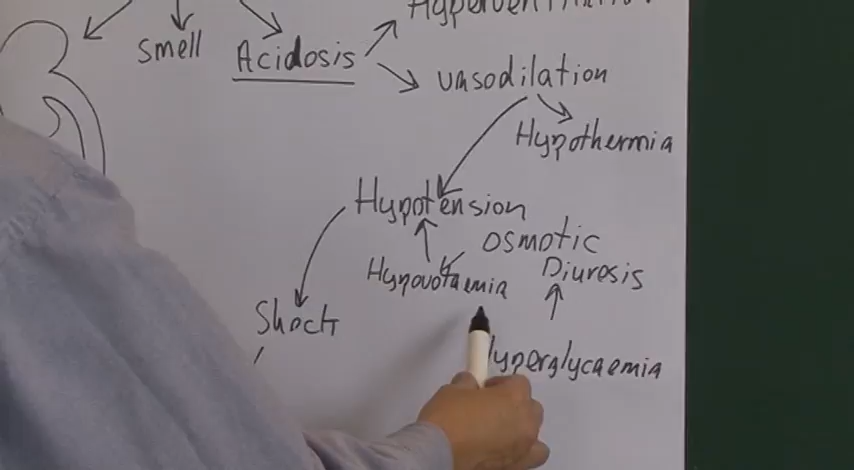 Smell
Acidosis
vasodilation
Hypothermia
Hypotension
osmotic
Diuresis
Hypovolaemia
Shock
Hyperglycaemia